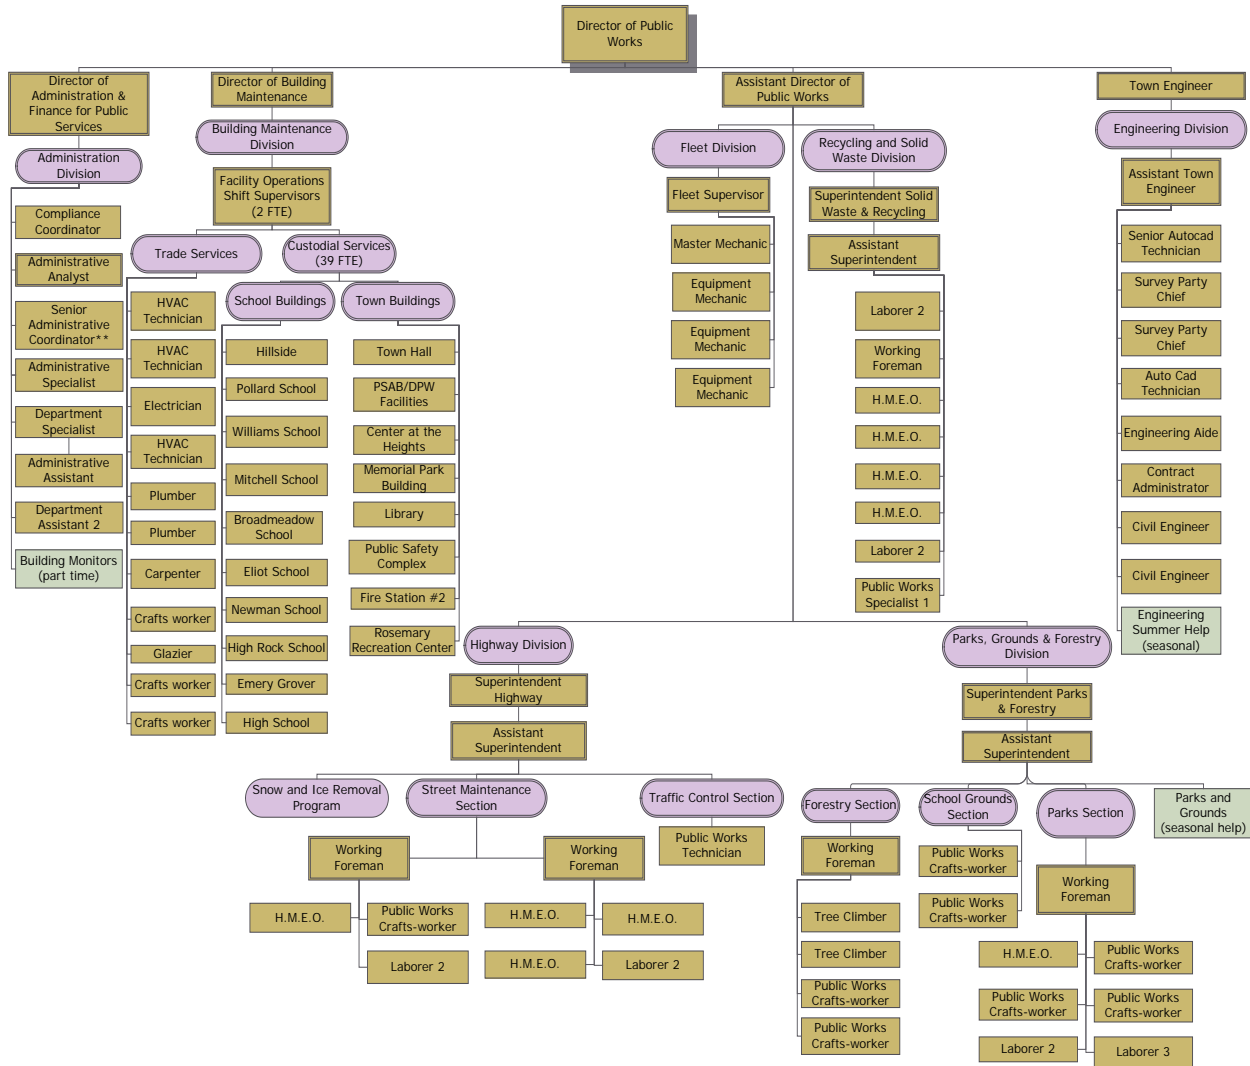 Director of Public
Works
Director of
Administration &
Finance for Public
Services
Director of Building
Maintenance
Assistant Director of
Public Works
Town Engineer
Administration
Division
Compliance
Coordinator
Administrative
Analyst
Senior
Administrative
Coordinator**
Administrative
Specialist
Department
Specialist
Administrative
Assistant
Department
Assistant 2
Building Monitors
(part time)
Building Maintenance
Division
Facility Operations
Shift Supervisors
(2 FTE)
Trade Services
HVAC
Technician
HVAC
Technician
Electrician
HVAC
Technician
Plumber
Plumber
Carpenter
Crafts worker
Glazier
Crafts worker
Crafts worker
Custodial Services
(39 FTE)
School Buildings
Hillside
Pollard School
Williams School
Mitchell School
Broadmeadow
School
Eliot School
Newman School
High Rock School
Emery Grover
High School
Town Buildings
Town Hall
PSAB/DPW
Facilities
Center at the
Heights
Memorial Park
Building
Library
Public Safety
Complex
Fire Station #2
Rosemary
Recreation Center
Fleet Division
Fleet Supervisor
Master Mechanic
Equipment
Mechanic
Equipment
Mechanic
Equipment
Mechanic
Recycling and Solid
Waste Division
Superintendent Solid
Waste & Recycling
Assistant
Superintendent
Laborer 2
Working
Foreman
H.M.E.O.
H.M.E.O.
H.M.E.O.
H.M.E.O.
Laborer 2
Public Works
Specialist 1
Engineering Division
Assistant Town
Engineer
Senior Autocad
Technician
Survey Party
Chief
Survey Party
Chief
Auto Cad
Technician
Engineering Aide
Contract
Administrator
Civil Engineer
Civil Engineer
Engineering
Summer Help
(seasonal)
Highway Division
Superintendent
Highway
Assistant
Superintendent
Snow and Ice Removal
Program
Street Maintenance
Section
Traffic Control Section
Public Works
Technician
Working
Foreman
H.M.E.O.
Public Works
Crafts-worker
Laborer 2
Working
Foreman
H.M.E.O.
H.M.E.O.
H.M.E.O.
Laborer 2
Parks, Grounds & Forestry
Division
Superintendent Parks
& Forestry
Assistant
Superintendent
Forestry Section
Working
Foreman
Tree Climber
Tree Climber
Public Works
Crafts-worker
Public Works
Crafts-worker
School Grounds
Section
Public Works
Crafts-worker
Public Works
Crafts-worker
Parks Section
Working
Foreman
H.M.E.O.
Public Works
Crafts-worker
Public Works
Crafts-worker
Public Works
Crafts-worker
Laborer 2
Laborer 3
Parks and
Grounds
(seasonal help)